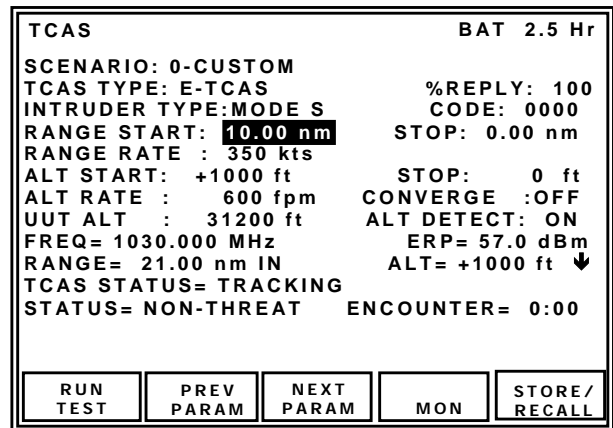 TCAS BAT 2.5 Hr
SCENARIO: 0-CUSTOM
TCAS TYPE: E-TCAS %REPLY: 100
INTRUDER TYPE:MODE S CODE: 0000
RANGE START: 10.00 nm STOP: 0.00 nm
RANGE RATE : 350 kts
ALT START: +1000 ft STOP: 0 ft
ALT RATE : 600 fpm CONVERGE :OFF
UUT ALT : 31200 ft ALT DETECT: ON
FREQ= 1030.000 MHz ERP= 57.0 dBm
RANGE= 21.00 nm IN ALT= +1000 ft
TCAS STATUS= TRACKING
STATUS= NON-THREAT ENCOUNTER= 0:00
RUN TEST
PREV PARAM
NEXT PARAM
MON
STORE/ RECALL